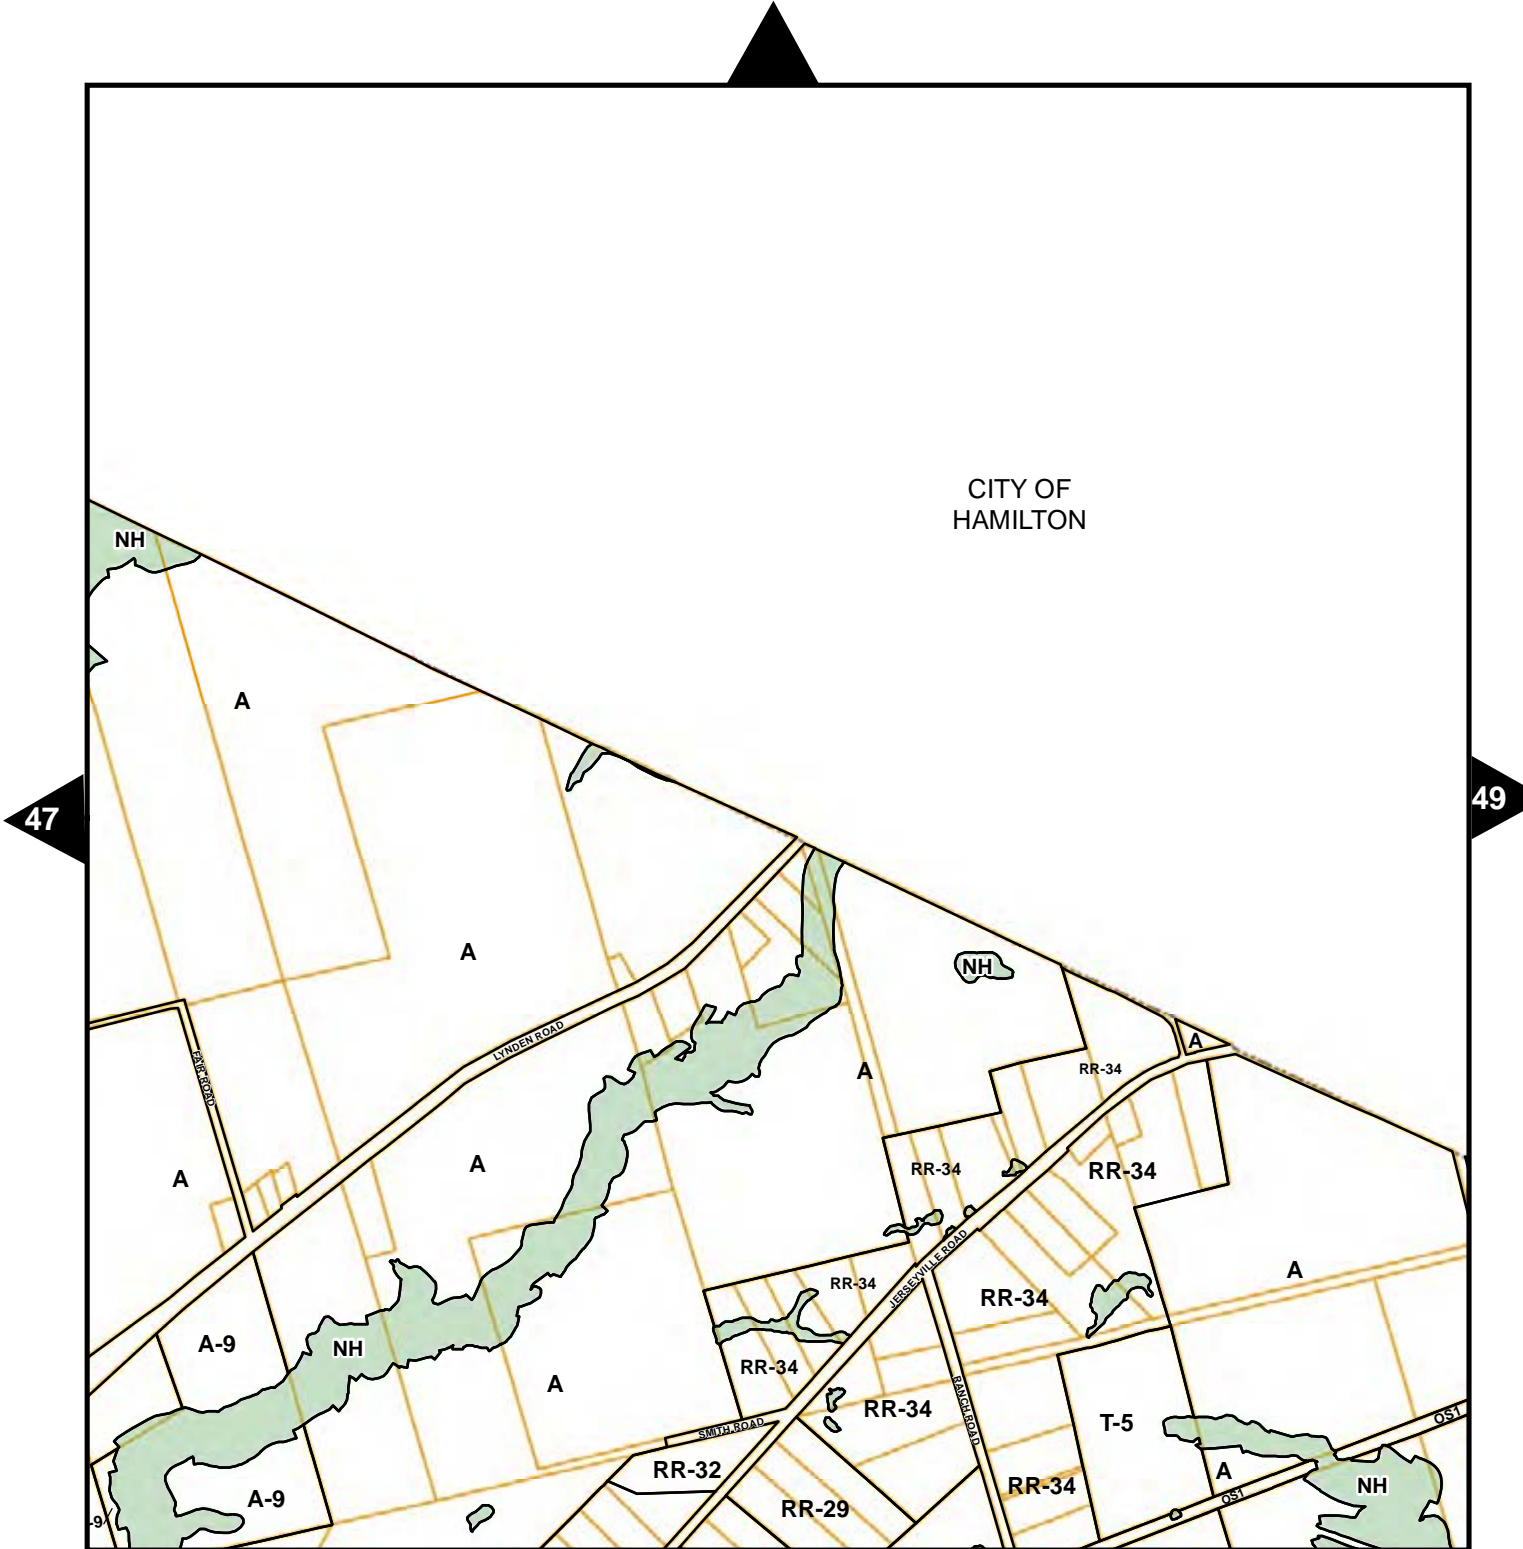 CITY OF
HAMILTON
NH
A
47
49
A
NH
LYNDEN ROAD
A
A
RR-34
FAIR ROAD
A
A
RR-34
RR-34
A
JERSEYVILLE ROAD
RR-34
RR-34
A-9
NH
RR-34
A
RANCH ROAD
RR-34
T-5
OS1
SMITH ROAD
RR-32
A
NH
RR-34
OS1
A-9
RR-29
-9